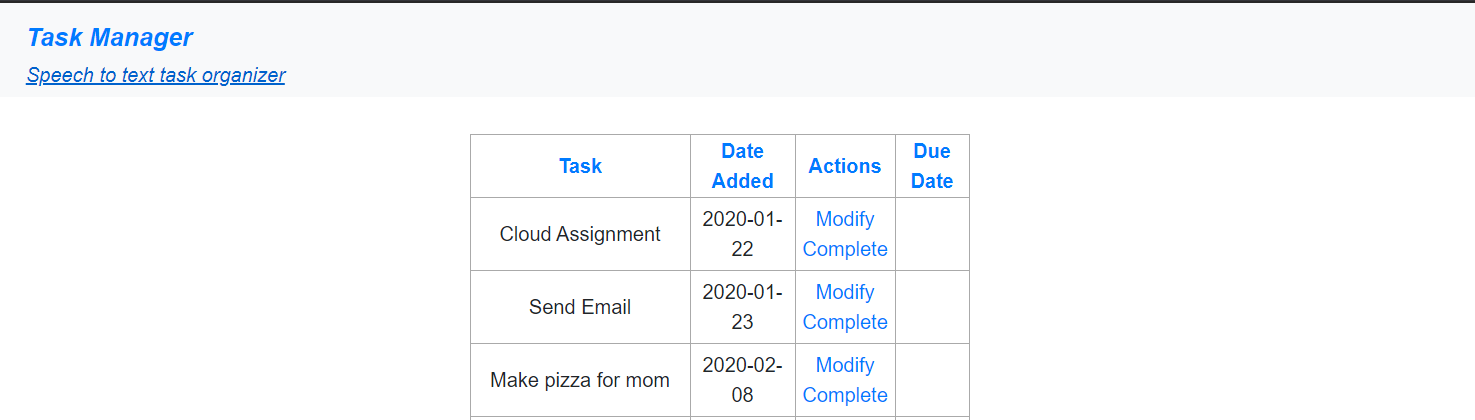 Task Manager
Speech to text task organizer
Task
Date
Added
Actions
Due
Date
Cloud Assignment
2020-01-
22
Modify
Complete
Send Email
2020-01-
23
Modify
Complete
Make pizza for mom
2020-02-
08
Modify
Complete